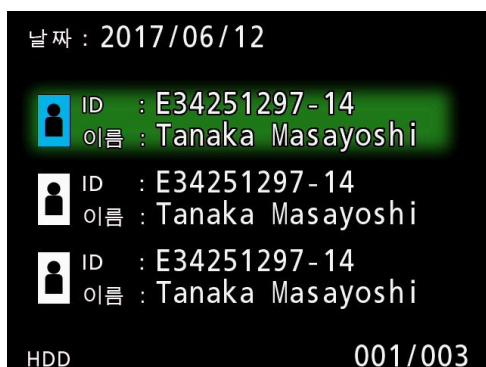 날짜 : 2017/06/12
ID : E34251297-14
이름 : Tanaka Masayoshi
ID : E34251297-14
이름 : Tanaka Masayoshi
ID : E34251297-14
이름 : Tanaka Masayoshi
HDD 001/003